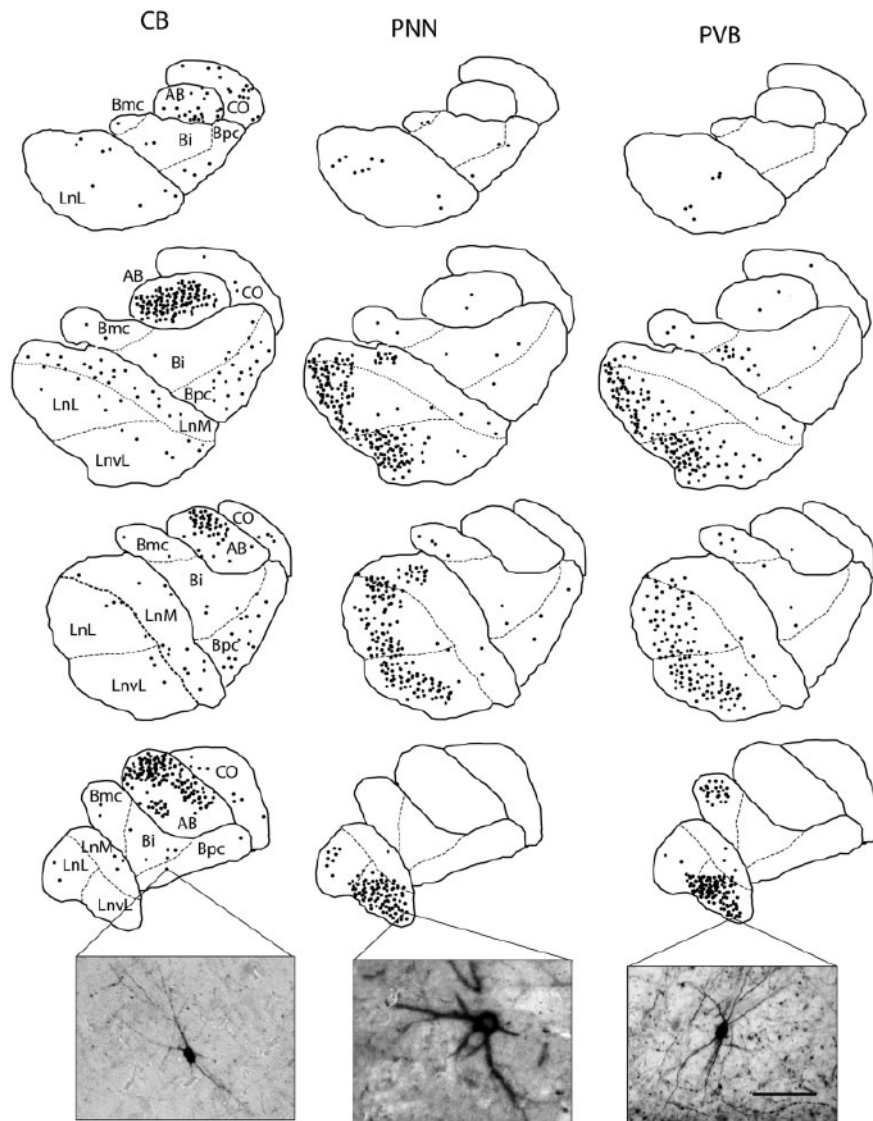 CB PNN PVB
AB
Bmc CO
Bi Bpc
LnL
AB
CO
Bmc
Bi
LnL Bpc
LnM
LnvL
CO
Bmc AB
Bi
LnL LnM
Bpc
LnvL
CO
Bmc
AB
LnM Bi
LnL Bpc
LnvL